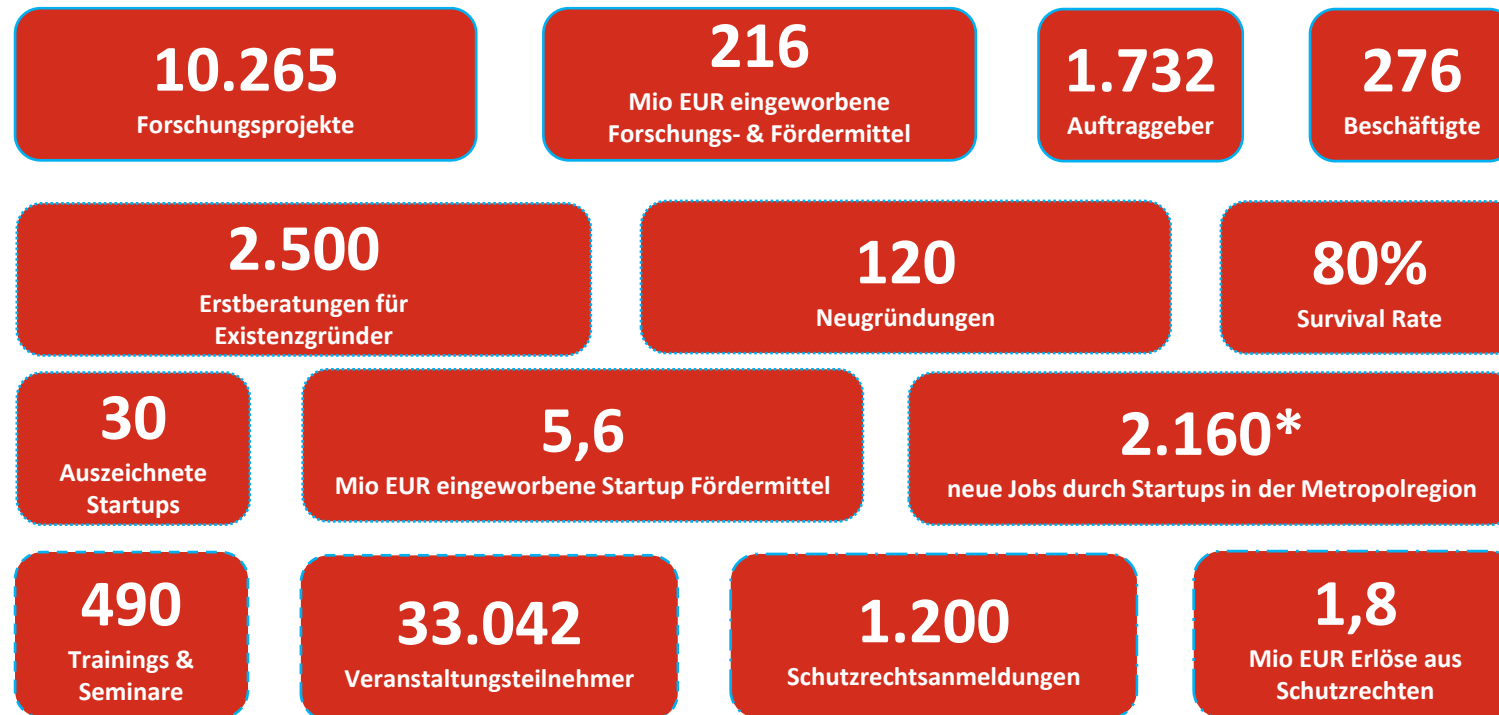 10.265
Forschungsprojekte
216
Mio EUR eingeworbene
Forschungs- & Fördermittel
1.732
Auftraggeber
276
Beschäftigte
2.500
Erstberatungen für
Existenzgründer
120
Neugründungen
80%
Survival Rate
30
Auszeichnete
Startups
5,6
Mio EUR eingeworbene Startup Fördermittel
2.160*
neue Jobs durch Startups in der Metropolregion
490
Trainings &
Seminare
33.042
Veranstaltungsteilnehmer
1.200
Schutzrechtsanmeldungen
1,8
Mio EUR Erlöse aus
Schutzrechten